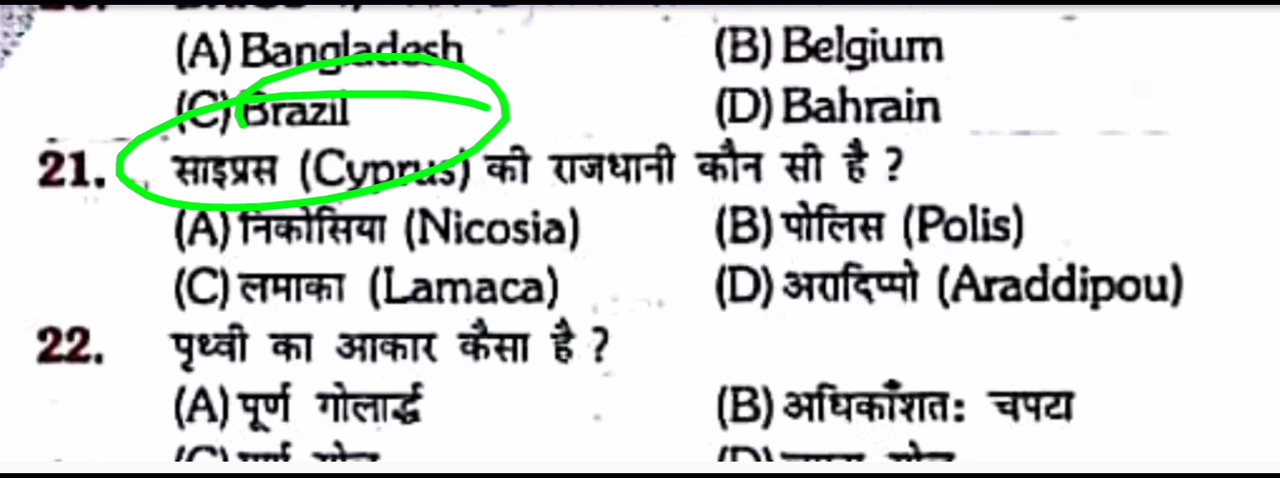 (A) Bangladesh (B) Belgium
(C) Brazil (D) Bahrain
21. साइप्रस (Cyprus) की राजधानी कौन सी है ?
(A) निकोसिया (Nicosia) (B) पोलिस (Polis)
(C) लमाका (Lamaca) (D) अरादिप्पो (Araddipou)
22. पृथ्वी का आकार कैसा है ?
(A) पूर्ण गोलार्द्ध (B) अधिकाँशतः चपटा